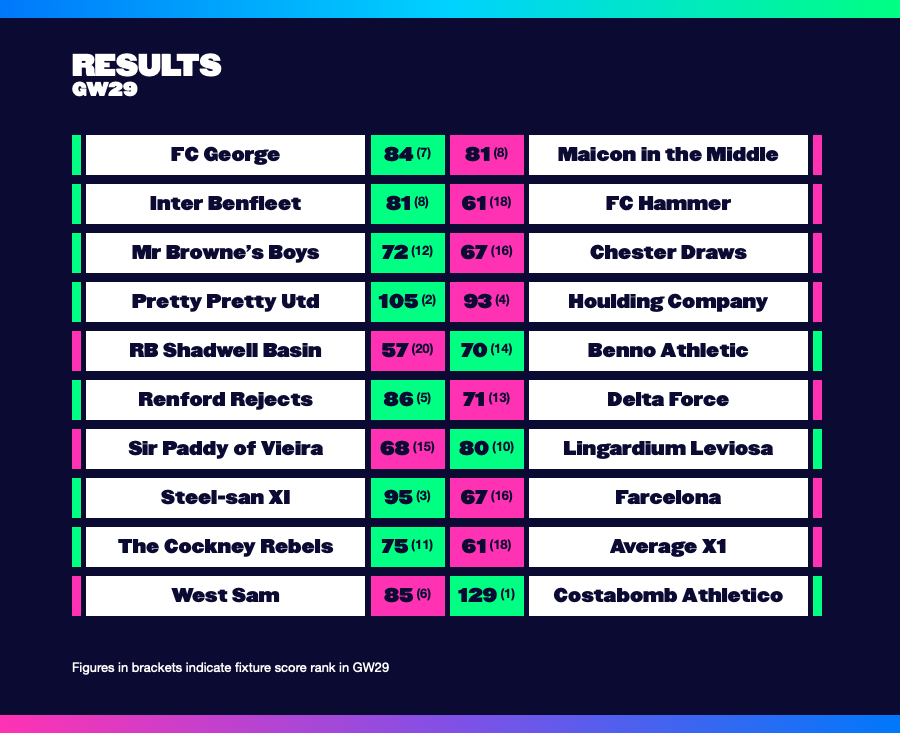 RESULTS
GW29
FC George 84 (7) 81 (8) Maicon in the Middle
Inter Benfleet 81 (8) 61 (18) FC Hammer
Mr Browne’s Boys 72 (12) 67 (16) Chester Draws
Pretty Pretty Utd 105 (2) 93 (4) Houlding Company
RB Shadwell Basin 57 (20) 70 (14) Benno Athletic
Renford Rejects 86 (5) 71 (13) Delta Force
Sir Paddy of Vieira 68 (15) 80 (10) Lingardium Leviosa
Steel-san XI 95 (3) 67 (16) Farcelona
The Cockney Rebels 75 (11) 61 (18) Average X1
West Sam 85 (6) 129 (1) Costabomb Athletico
Figures in brackets indicate fixture score rank in GW29